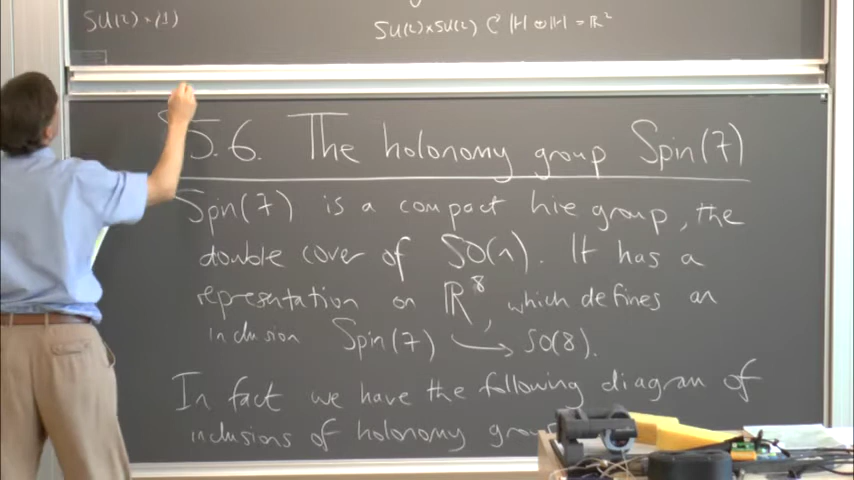 SU(2)×(1)
SU(2)×SU(2) C H⊕H = R²
5.6. The holonomy group Spin(7)
Spin(7) is a compact Lie group, the
double cover of SO(7). It has a
representation on R⁸, which defines an
inclusion Spin(7) → SO(8).
In fact we have the following diagram of
inclusions of holonomy